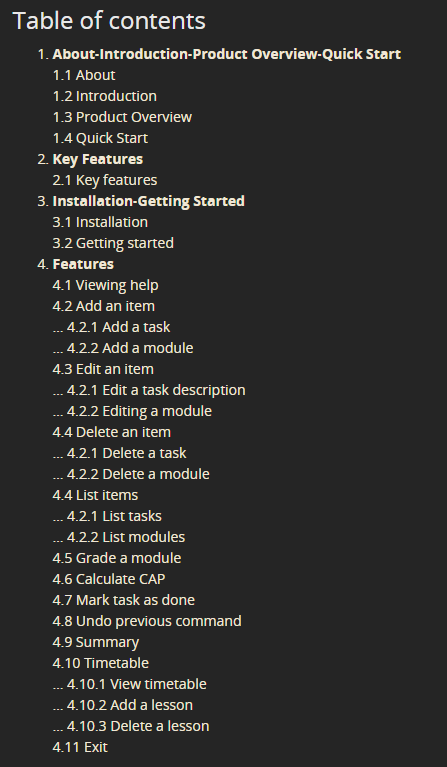 Table of contents
1. About-Introduction-Product Overview-Quick Start
1.1 About
1.2 Introduction
1.3 Product Overview
1.4 Quick Start
2. Key Features
2.1 Key features
3. Installation-Getting Started
3.1 Installation
3.2 Getting started
4. Features
4.1 Viewing help
4.2 Add an item
... 4.2.1 Add a task
... 4.2.2 Add a module
4.3 Edit an item
... 4.2.1 Edit a task description
... 4.2.2 Editing a module
4.4 Delete an item
... 4.2.1 Delete a task
... 4.2.2 Delete a module
4.4 List items
... 4.2.1 List tasks
... 4.2.2 List modules
4.5 Grade a module
4.6 Calculate CAP
4.7 Mark task as done
4.8 Undo previous command
4.9 Summary
4.10 Timetable
... 4.10.1 View timetable
... 4.10.2 Add a lesson
... 4.10.3 Delete a lesson
4.11 Exit